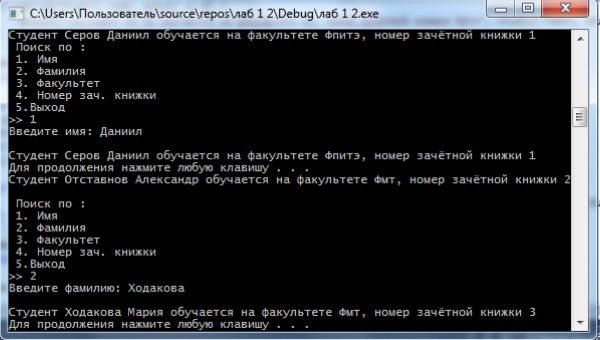 C:\Users\Пользователь\source\repos\лаб 1 2\Debug\лаб 1 2.exe
Студент Серов Даниил обучается на факультете Фпитэ, номер зачётной книжки 1
Поиск по :
1. Имя
2. Фамилия
3. Факультет
4. Номер зач. книжки
5.Выход
>> 1
Введите имя: Даниил
Студент Серов Даниил обучается на факультете Фпитэ, номер зачётной книжки 1
Для продолжения нажмите любую клавишу . . .
Студент Отставнов Александр обучается на факультете Фмт, номер зачётной книжки 2
Поиск по :
1. Имя
2. Фамилия
3. Факультет
4. Номер зач. книжки
5.Выход
>> 2
Введите фамилию: Ходакова
Студент Ходакова Мария обучается на факультете Фмт, номер зачётной книжки 3
Для продолжения нажмите любую клавишу . . .